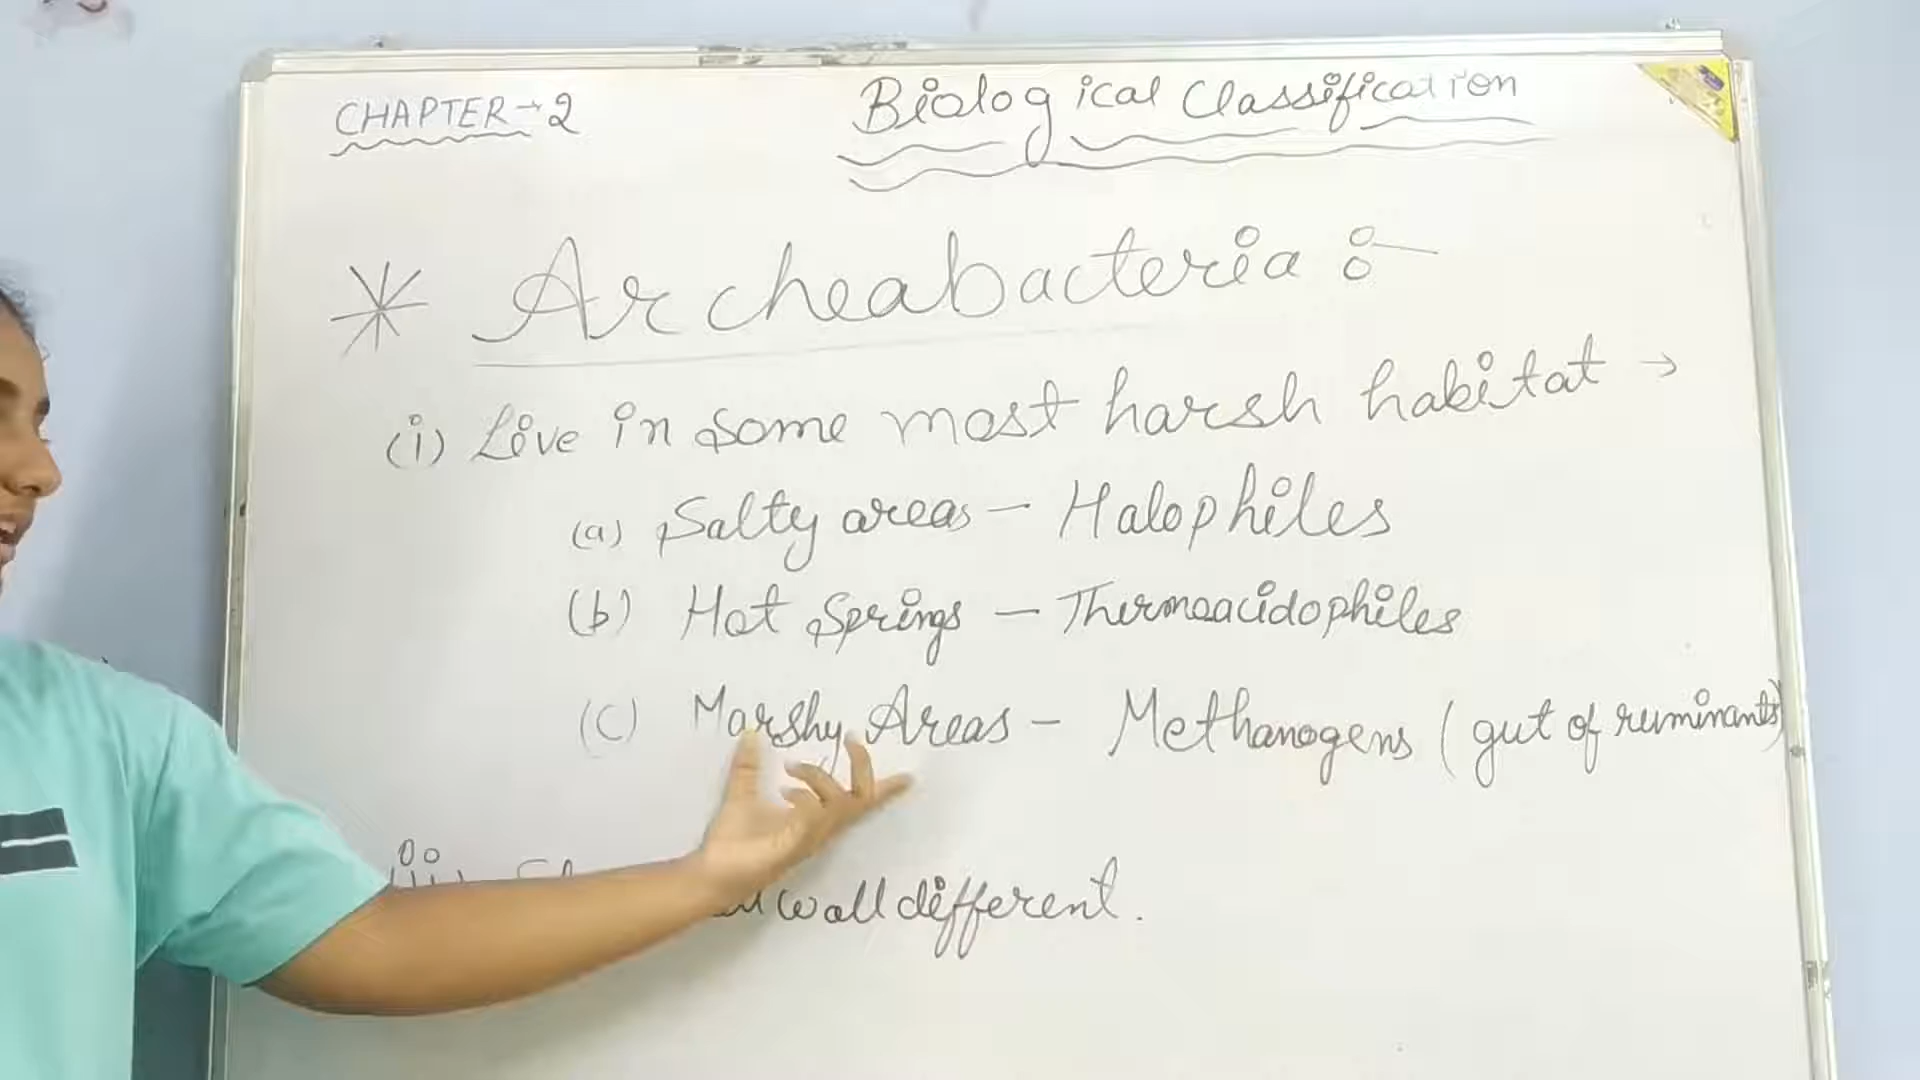 CHAPTER → 2
Biological Classification
* Archeabacteria :-
(i) Live in some most harsh habitat →
(a) Salty areas - Halophiles
(b) Hot Springs - Thermoacidophiles
(c) Marshy Areas - Methanogens (gut of ruminants)
(ii) wall different.